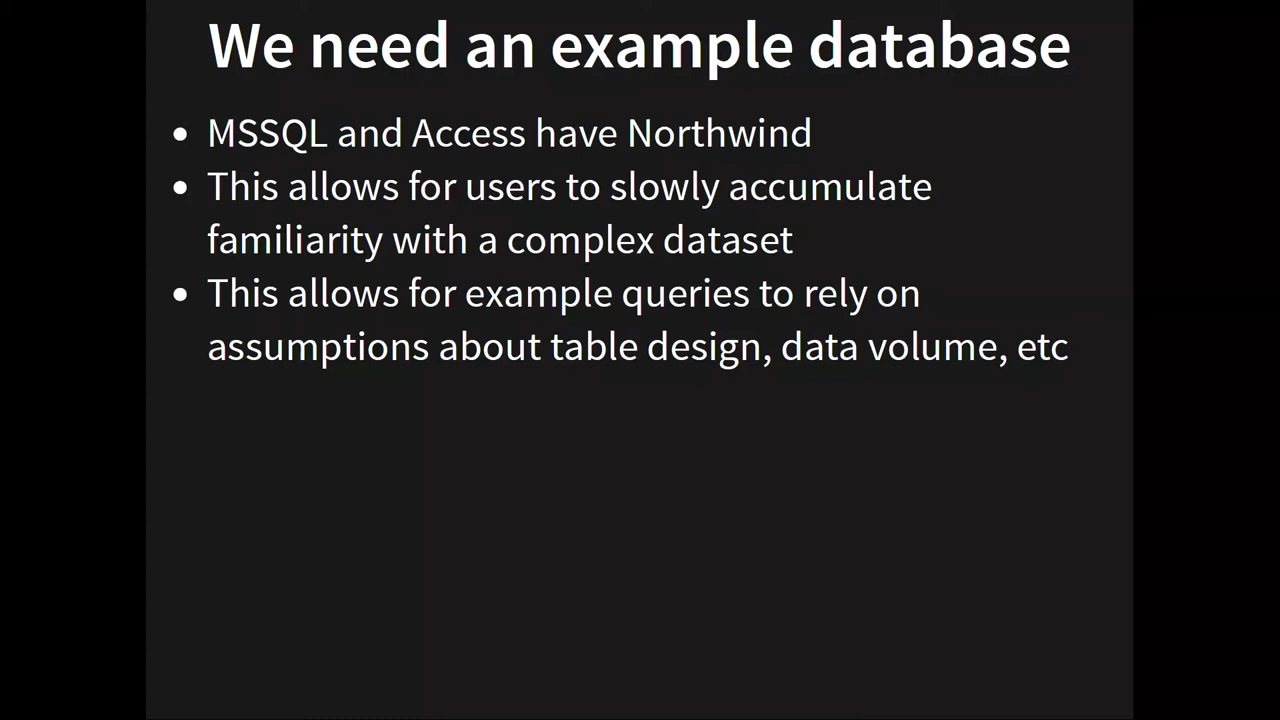 We need an example database
• MSSQL and Access have Northwind
• This allows for users to slowly accumulate
familiarity with a complex dataset
• This allows for example queries to rely on
assumptions about table design, data volume, etc